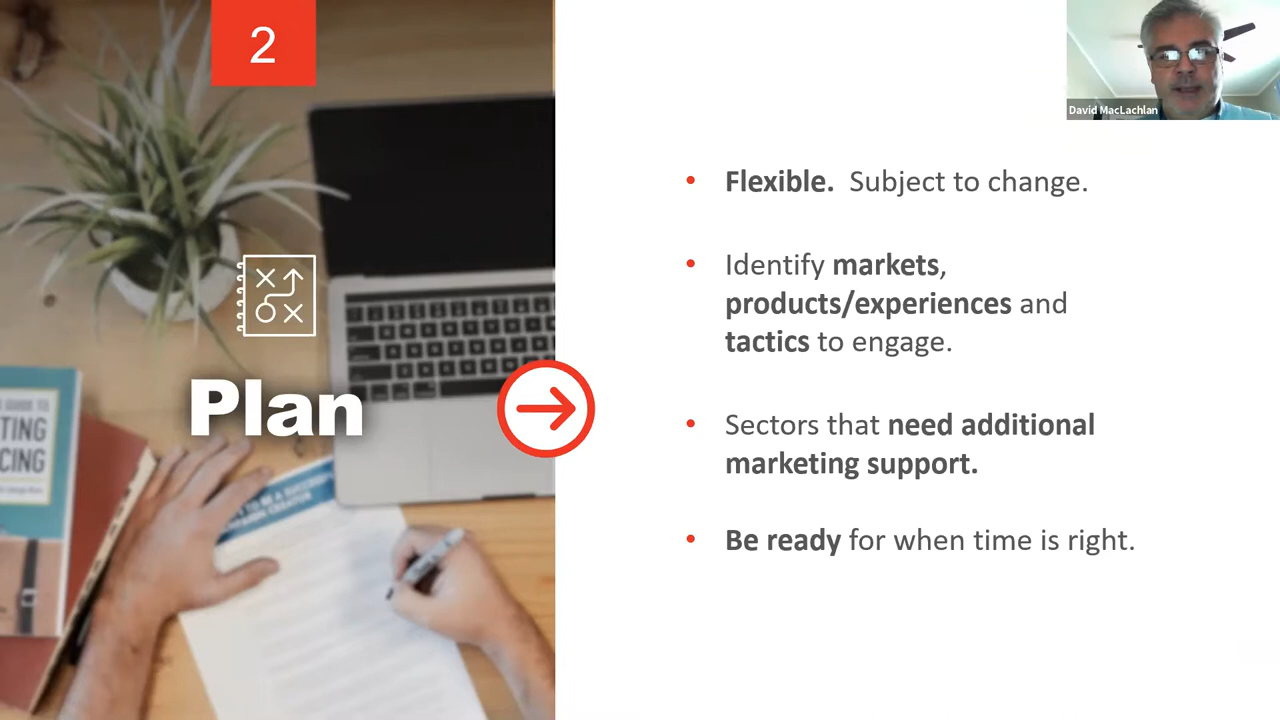 2
David MacLachlan
• Flexible. Subject to change.
• Identify markets,
products/experiences and
tactics to engage.
Plan
• Sectors that need additional
marketing support.
• Be ready for when time is right.